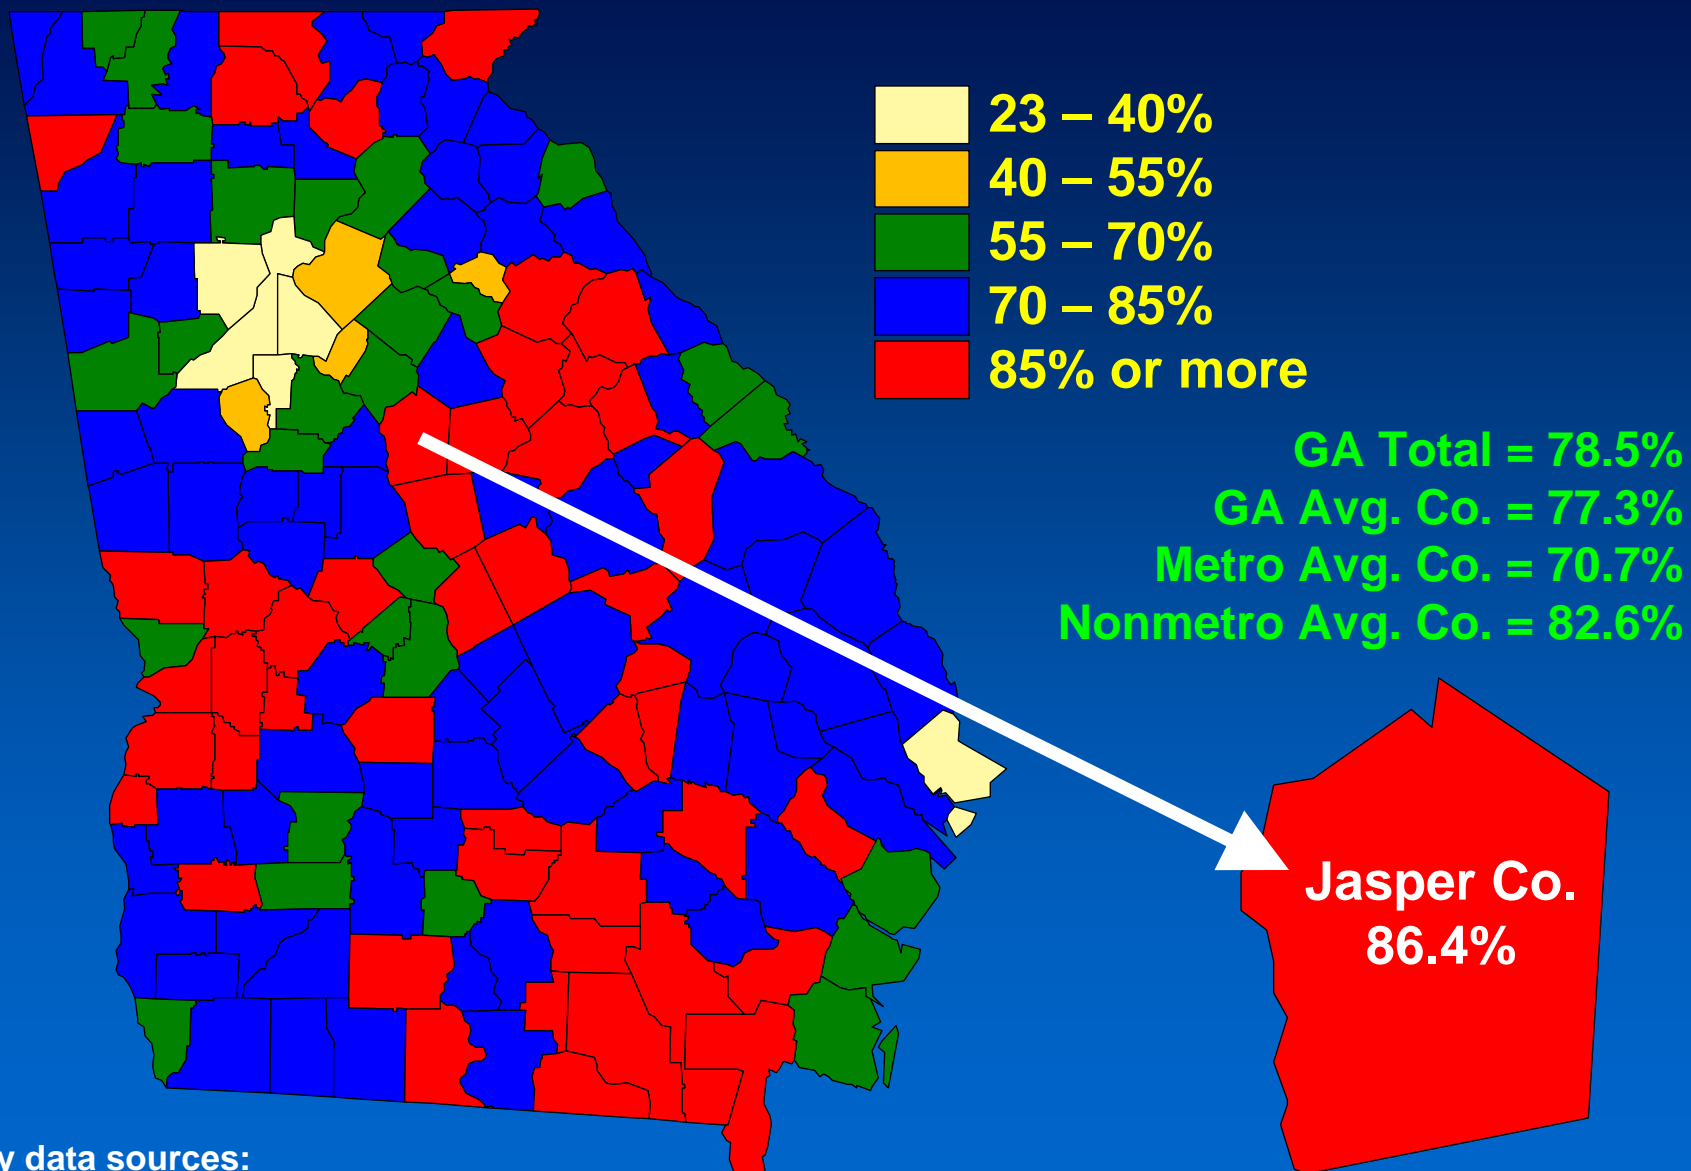 23 – 40%
40 – 55%
55 – 70%
70 – 85%
85% or more
GA Total = 78.5%
GA Avg. Co. = 77.3%
Metro Avg. Co. = 70.7%
Nonmetro Avg. Co. = 82.6%
Jasper Co.
86.4%
data sources: